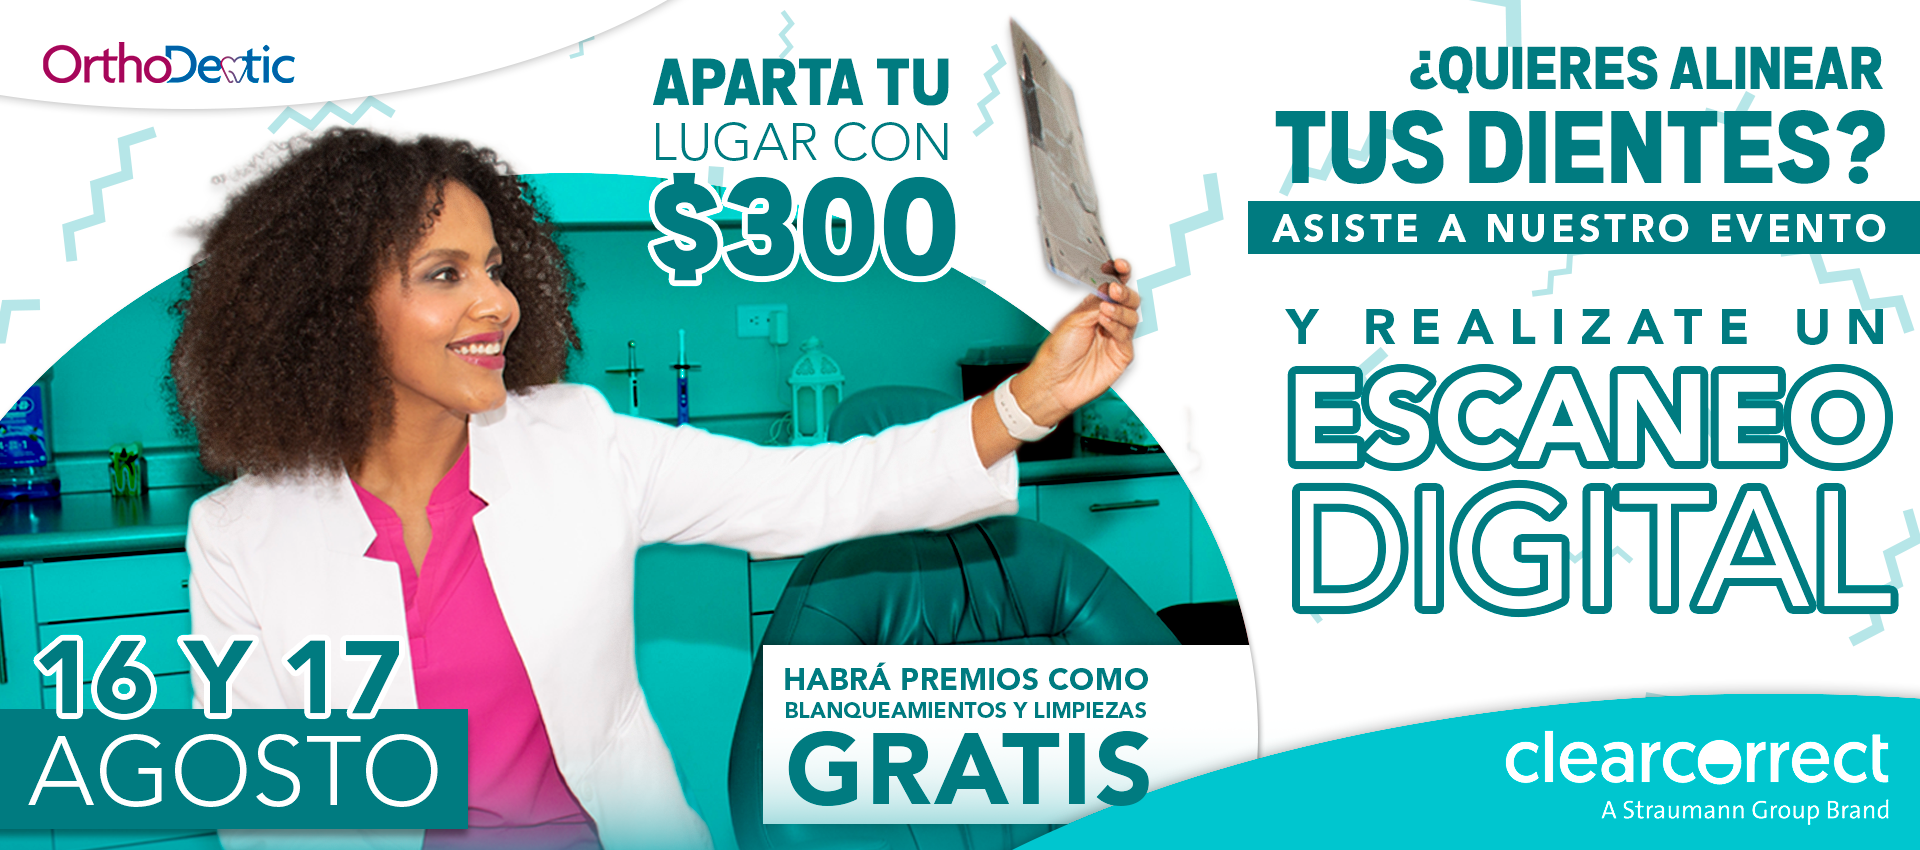 OrthoDentic
APARTA TU
LUGAR CON
$300
¿QUIERES ALINEAR
TUS DIENTES?
ASISTE A NUESTRO EVENTO
Y REALIZATE UN
ESCANEO
DIGITAL
16 Y 17
AGOSTO
HABRÁ PREMIOS COMO
BLANQUEAMIENTOS Y LIMPIEZAS
GRATIS
clearcorrect
A Straumann Group Brand